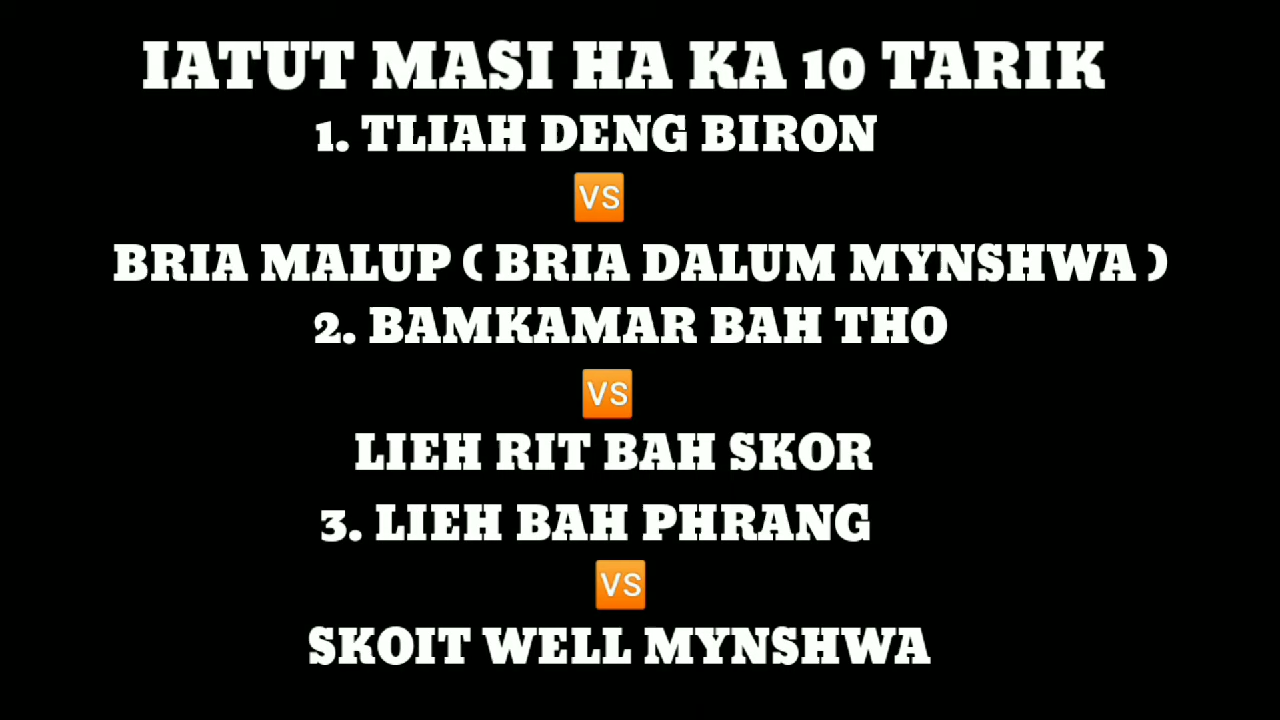 IATUT MASI HA KA 10 TARIK
1. TLIAH DENG BIRON
VS
BRIA MALUP ( BRIA DALUM MYNSHWA )
2. BAMKAMAR BAH THO
VS
LIEH RIT BAH SKOR
3. LIEH BAH PHRANG
VS
SKOIT WELL MYNSHWA